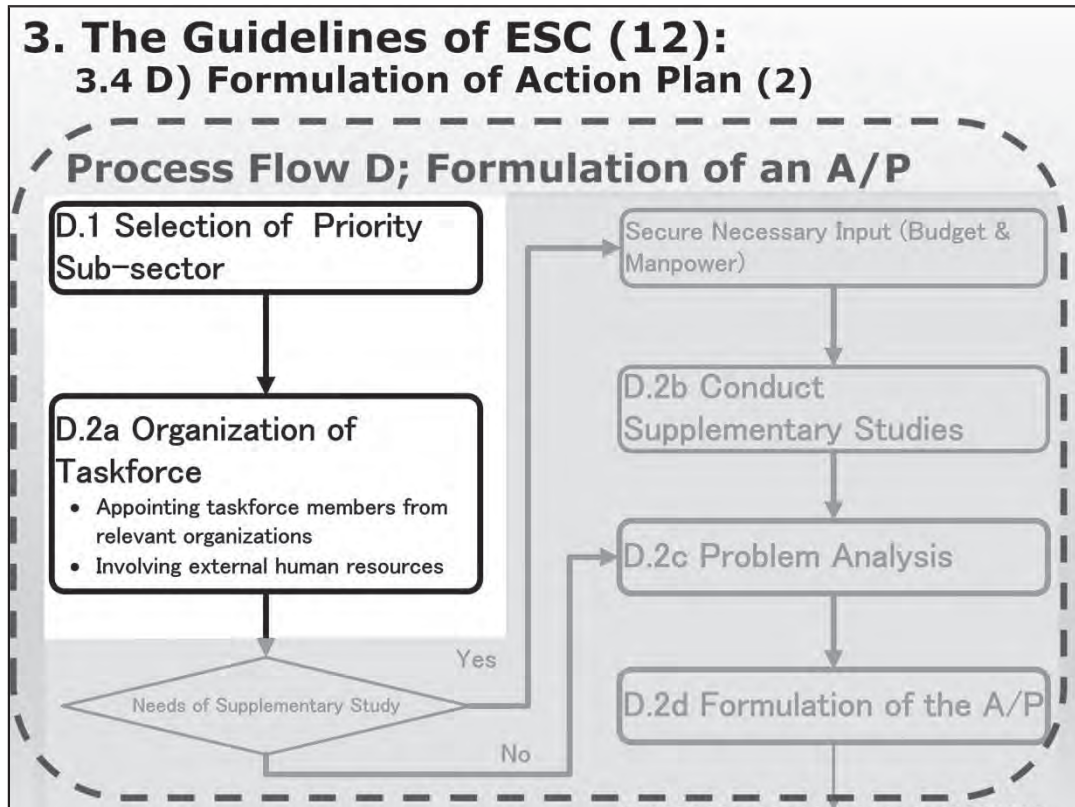 3. The Guidelines of ESC (12):
3.4 D) Formulation of Action Plan (2)
Process Flow D; Formulation of an A/P
D.1 Selection of Priority
Sub-sector
D.2a Organization of
Taskforce
• Appointing taskforce members from
relevant organizations
• Involving external human resources
Needs of Supplementary Study
Yes
No
Secure Necessary Input (Budget &
Manpower)
D.2b Conduct
Supplementary Studies
D.2c Problem Analysis
D.2d Formulation of the A/P